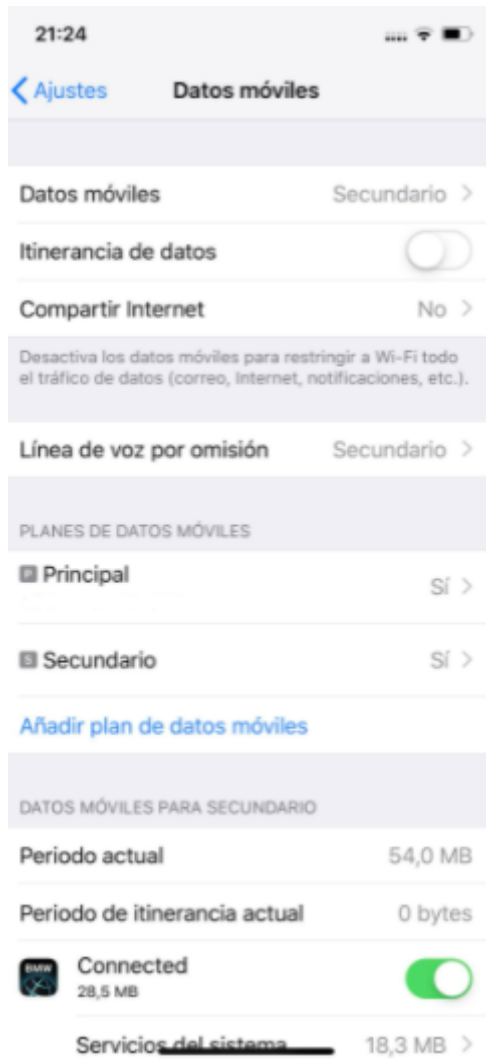 21:24
Ajustes Datos móviles
Datos móviles Secundario
Itinerancia de datos
Compartir Internet No
Desactiva los datos móviles para restringir a Wi-Fi todo
el tráfico de datos (correo, Internet, notificaciones, etc.).
Línea de voz por omisión Secundario
PLANES DE DATOS MÓVILES
P Principal Sí
S Secundario Sí
Añadir plan de datos móviles
DATOS MÓVILES PARA SECUNDARIO
Periodo actual 54,0 MB
Periodo de itinerancia actual 0 bytes
BMW Connected
28,5 MB
Servicios del sistema 18,3 MB